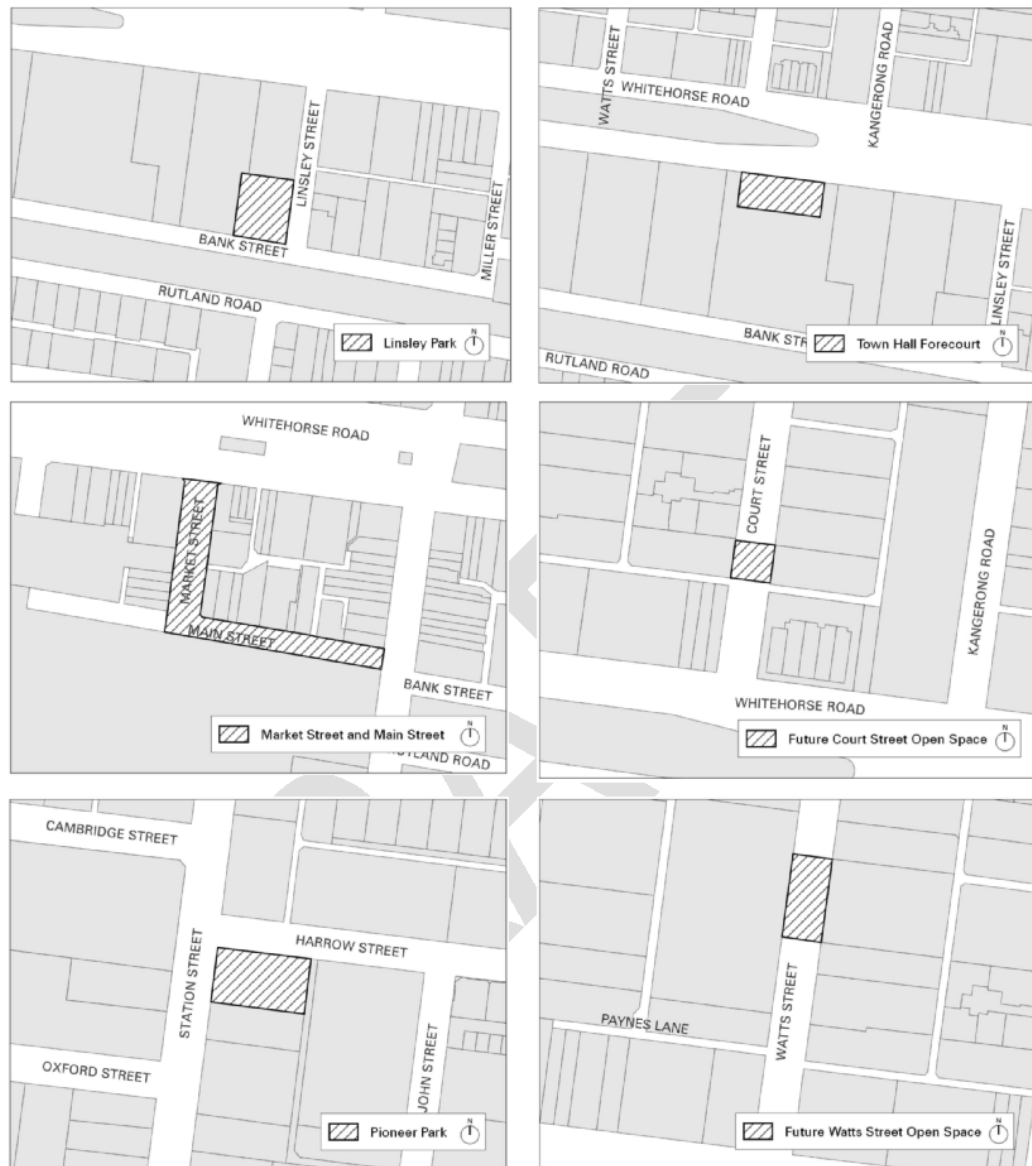 LINSLEY STREET
MILLER STREET
BANK STREET
RUTLAND ROAD
Linsley Park
N
WATTS STREET
KANGERONG ROAD
WHITEHORSE ROAD
LINSLEY STREET
BANK STR
RUTLAND ROAD
Town Hall Forecourt
N
WHITEHORSE ROAD
MARKET STREET
MAIN STREET
BANK STREET
RUTLAND ROAD
Market Street and Main Street
N
COURT STREET
KANGERONG ROAD
WHITEHORSE ROAD
Future Court Street Open Space
N
CAMBRIDGE STREET
HARROW STREET
STATION STREET
OXFORD STREET
JOHN STREET
Pioneer Park
N
PAYNES LANE
WATTS STREET
Future Watts Street Open Space
N